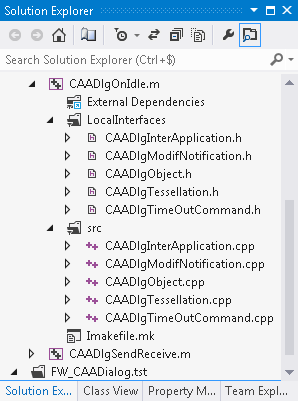 Solution Explorer
Search Solution Explorer (Ctrl+$)
CAADlgOnIdle.m
External Dependencies
LocalInterfaces
CAADlgInterApplication.h
CAADlgModifNotification.h
CAADlgObject.h
CAADlgTessellation.h
CAADlgTimeOutCommand.h
src
CAADlgInterApplication.cpp
CAADlgModifNotification.cpp
CAADlgObject.cpp
CAADlgTessellation.cpp
CAADlgTimeOutCommand.cpp
Imakefile.mk
CAADlgSendReceive.m
FW_CAADialog.tst
Solution Ex... Class View Property M... Team Explo...